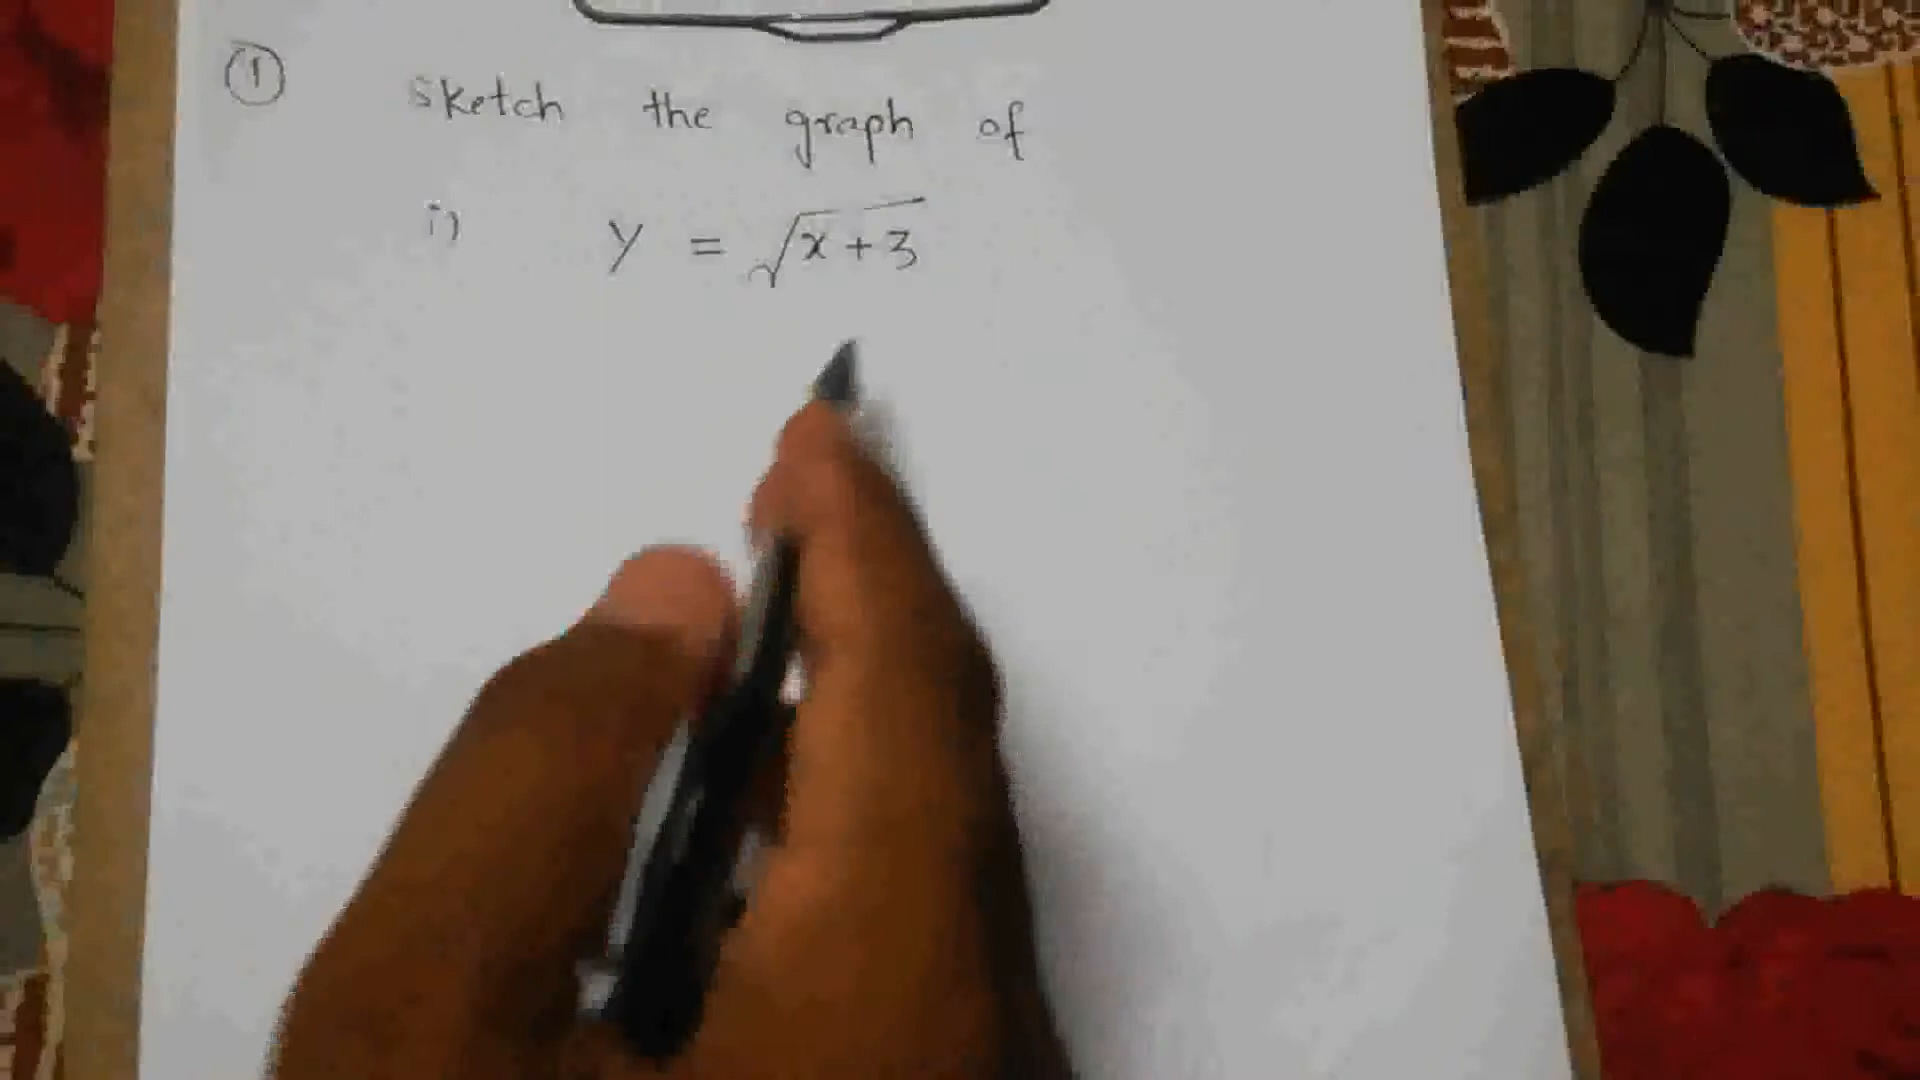 ①
Sketch the graph of
i) y = √x+3